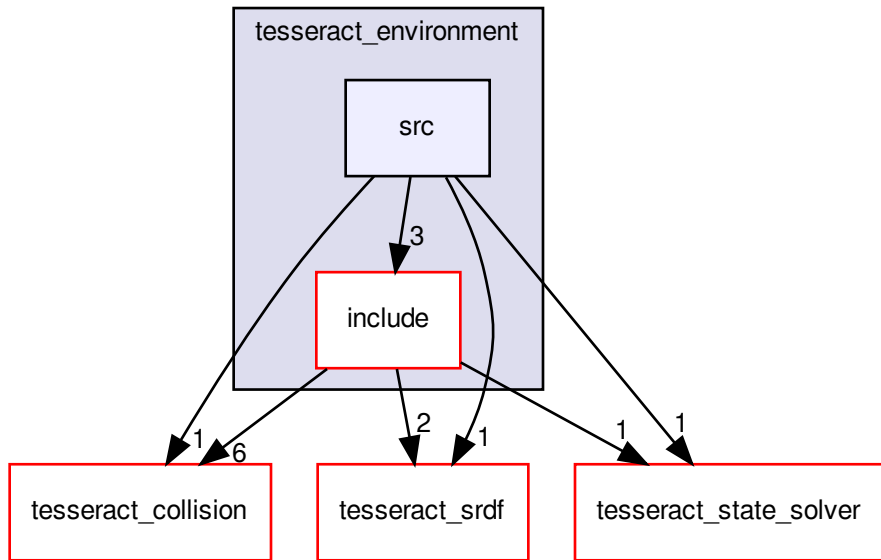 tesseract_environment
src
3
include
1
6
2
1
1
1
tesseract_collision
tesseract_srdf
tesseract_state_solver